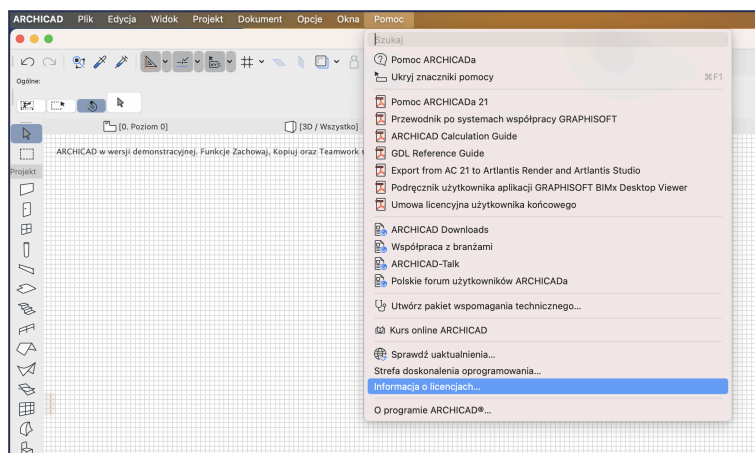 ARCHICAD Plik Edycja Widok Projekt Dokument Opcje Okna Pomoc
Szukaj
Pomoc ARCHICADa
Ukryj znaczniki pomocy ⌘F1
Ogólne:
Pomoc ARCHICADa 21
Przewodnik po systemach współpracy GRAPHISOFT
[0. Poziom 0] [3D / Wszystko]
ARCHICAD Calculation Guide
ARCHICAD w wersji demonstracyjnej. Funkcje Zachowaj, Kopiuj oraz Teamwork s
GDL Reference Guide
Projekt
Export from AC 21 to Artlantis Render and Artlantis Studio
Podręcznik użytkownika aplikacji GRAPHISOFT BIMx Desktop Viewer
Umowa licencyjna użytkownika końcowego
ARCHICAD Downloads
Współpraca z branżami
ARCHICAD-Talk
Polskie forum użytkowników ARCHICADa
Utwórz pakiet wspomagania technicznego...
Kurs online ARCHICAD
Sprawdź uaktualnienia...
Strefa doskonalenia oprogramowania...
Informacja o licencjach...
O programie ARCHICAD®...